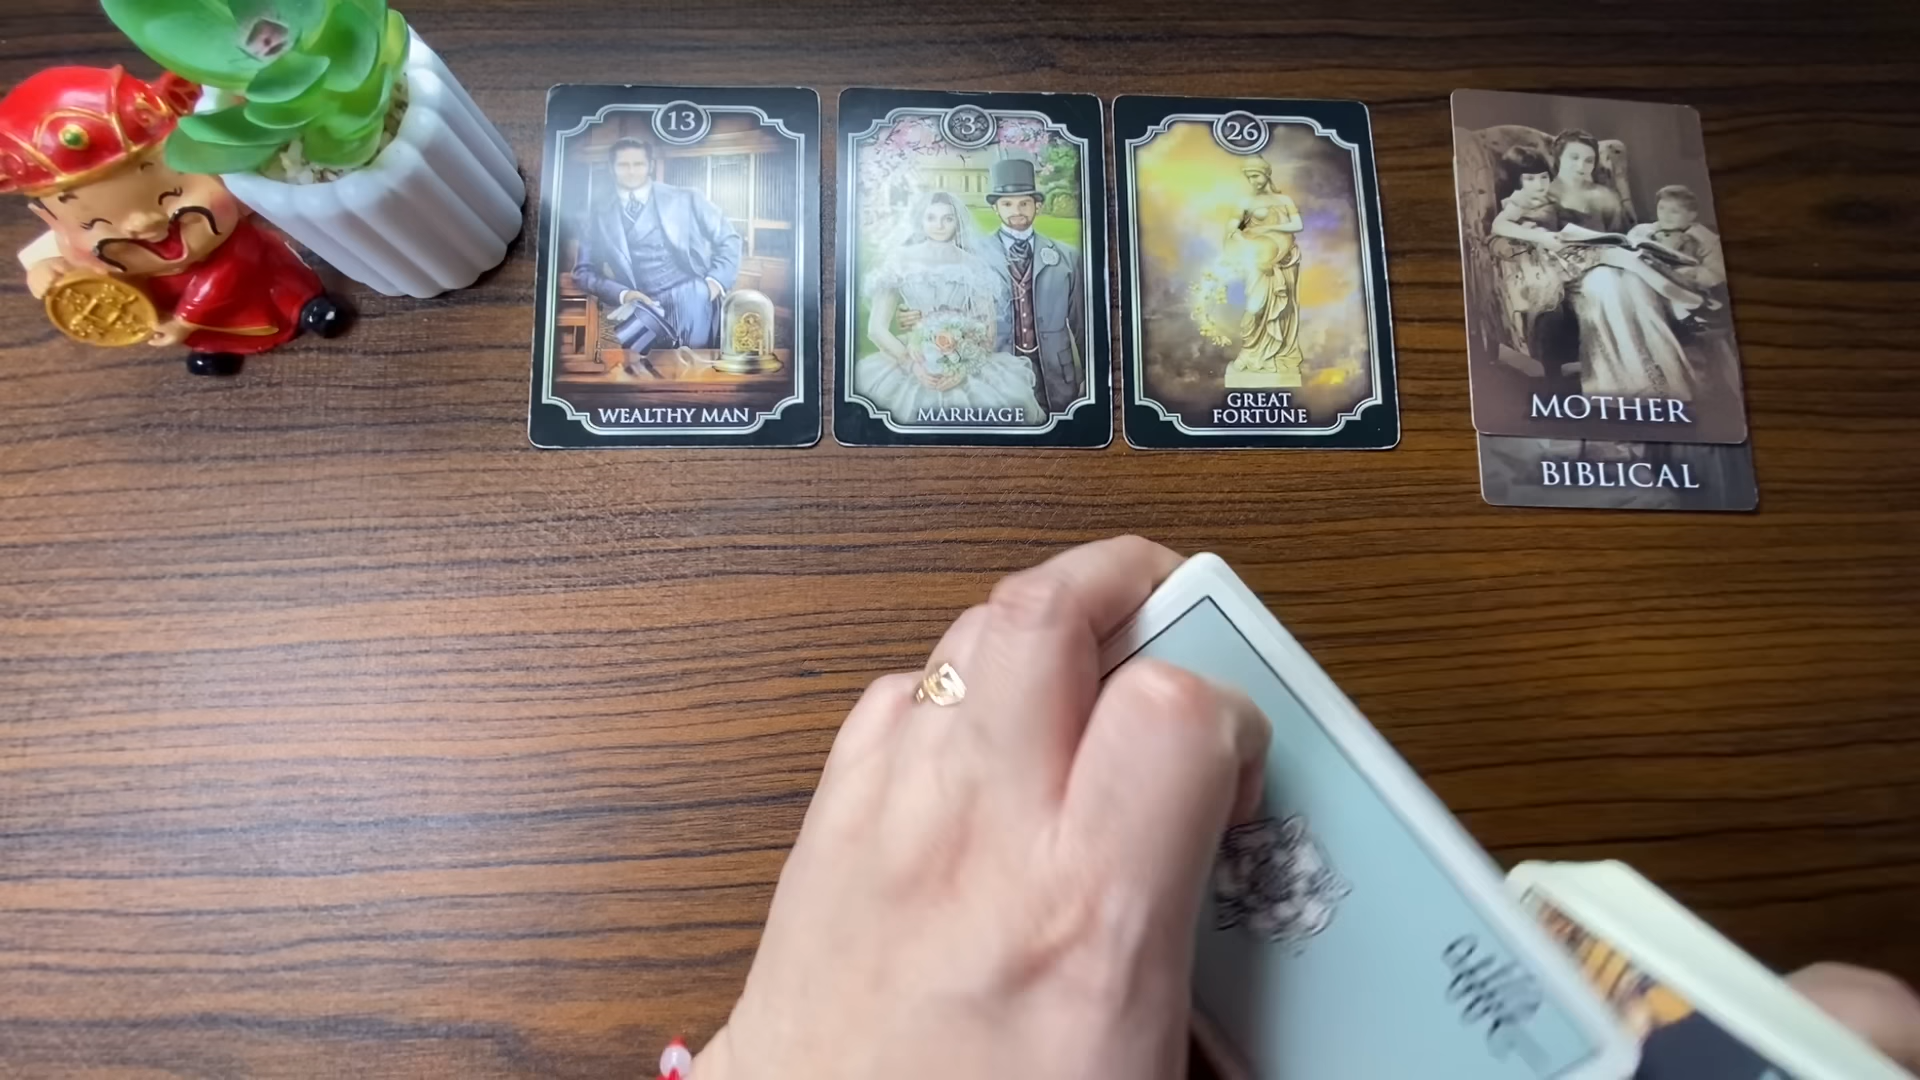 13
WEALTHY MAN
3
MARRIAGE
26
GREAT
FORTUNE
MOTHER
BIBLICAL